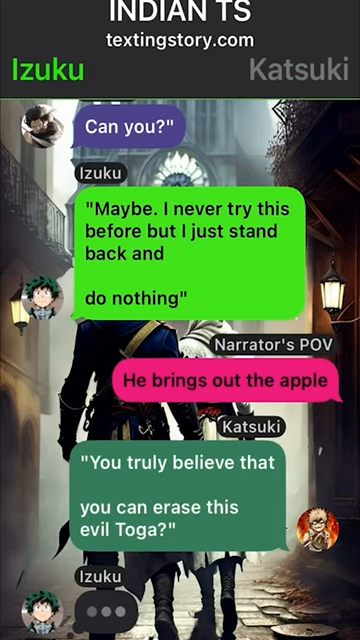 INDIAN TS
textingstory.com
Izuku
Katsuki
Can you?"
Izuku
"Maybe. I never try this
before but I just stand
back and
do nothing"
Narrator's POV
He brings out the apple
Katsuki
"You truly believe that
you can erase this
evil Toga?"
Izuku